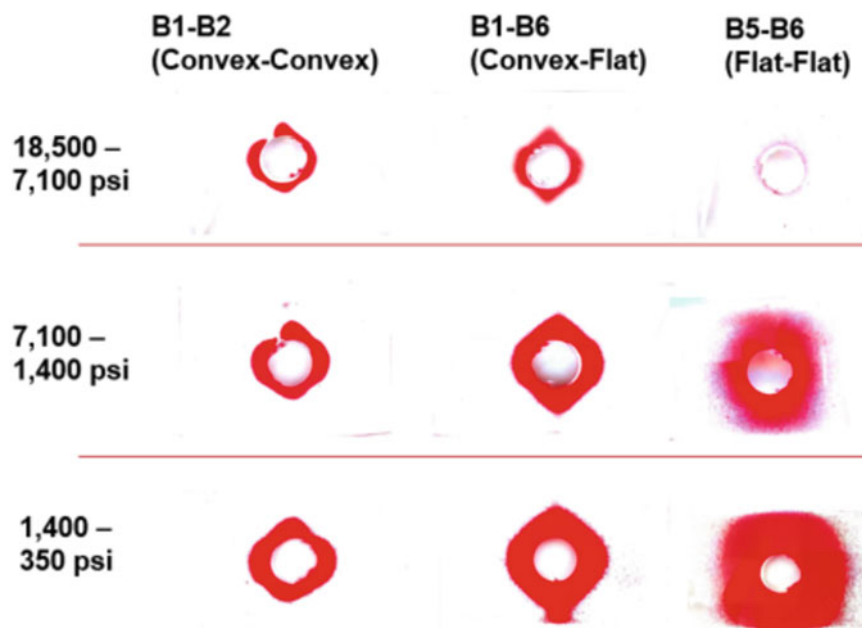 B1-B2
(Convex-Convex)
B1-B6
(Convex-Flat)
B5-B6
(Flat-Flat)
18,500 –
7,100 psi
7,100 –
1,400 psi
1,400 –
350 psi